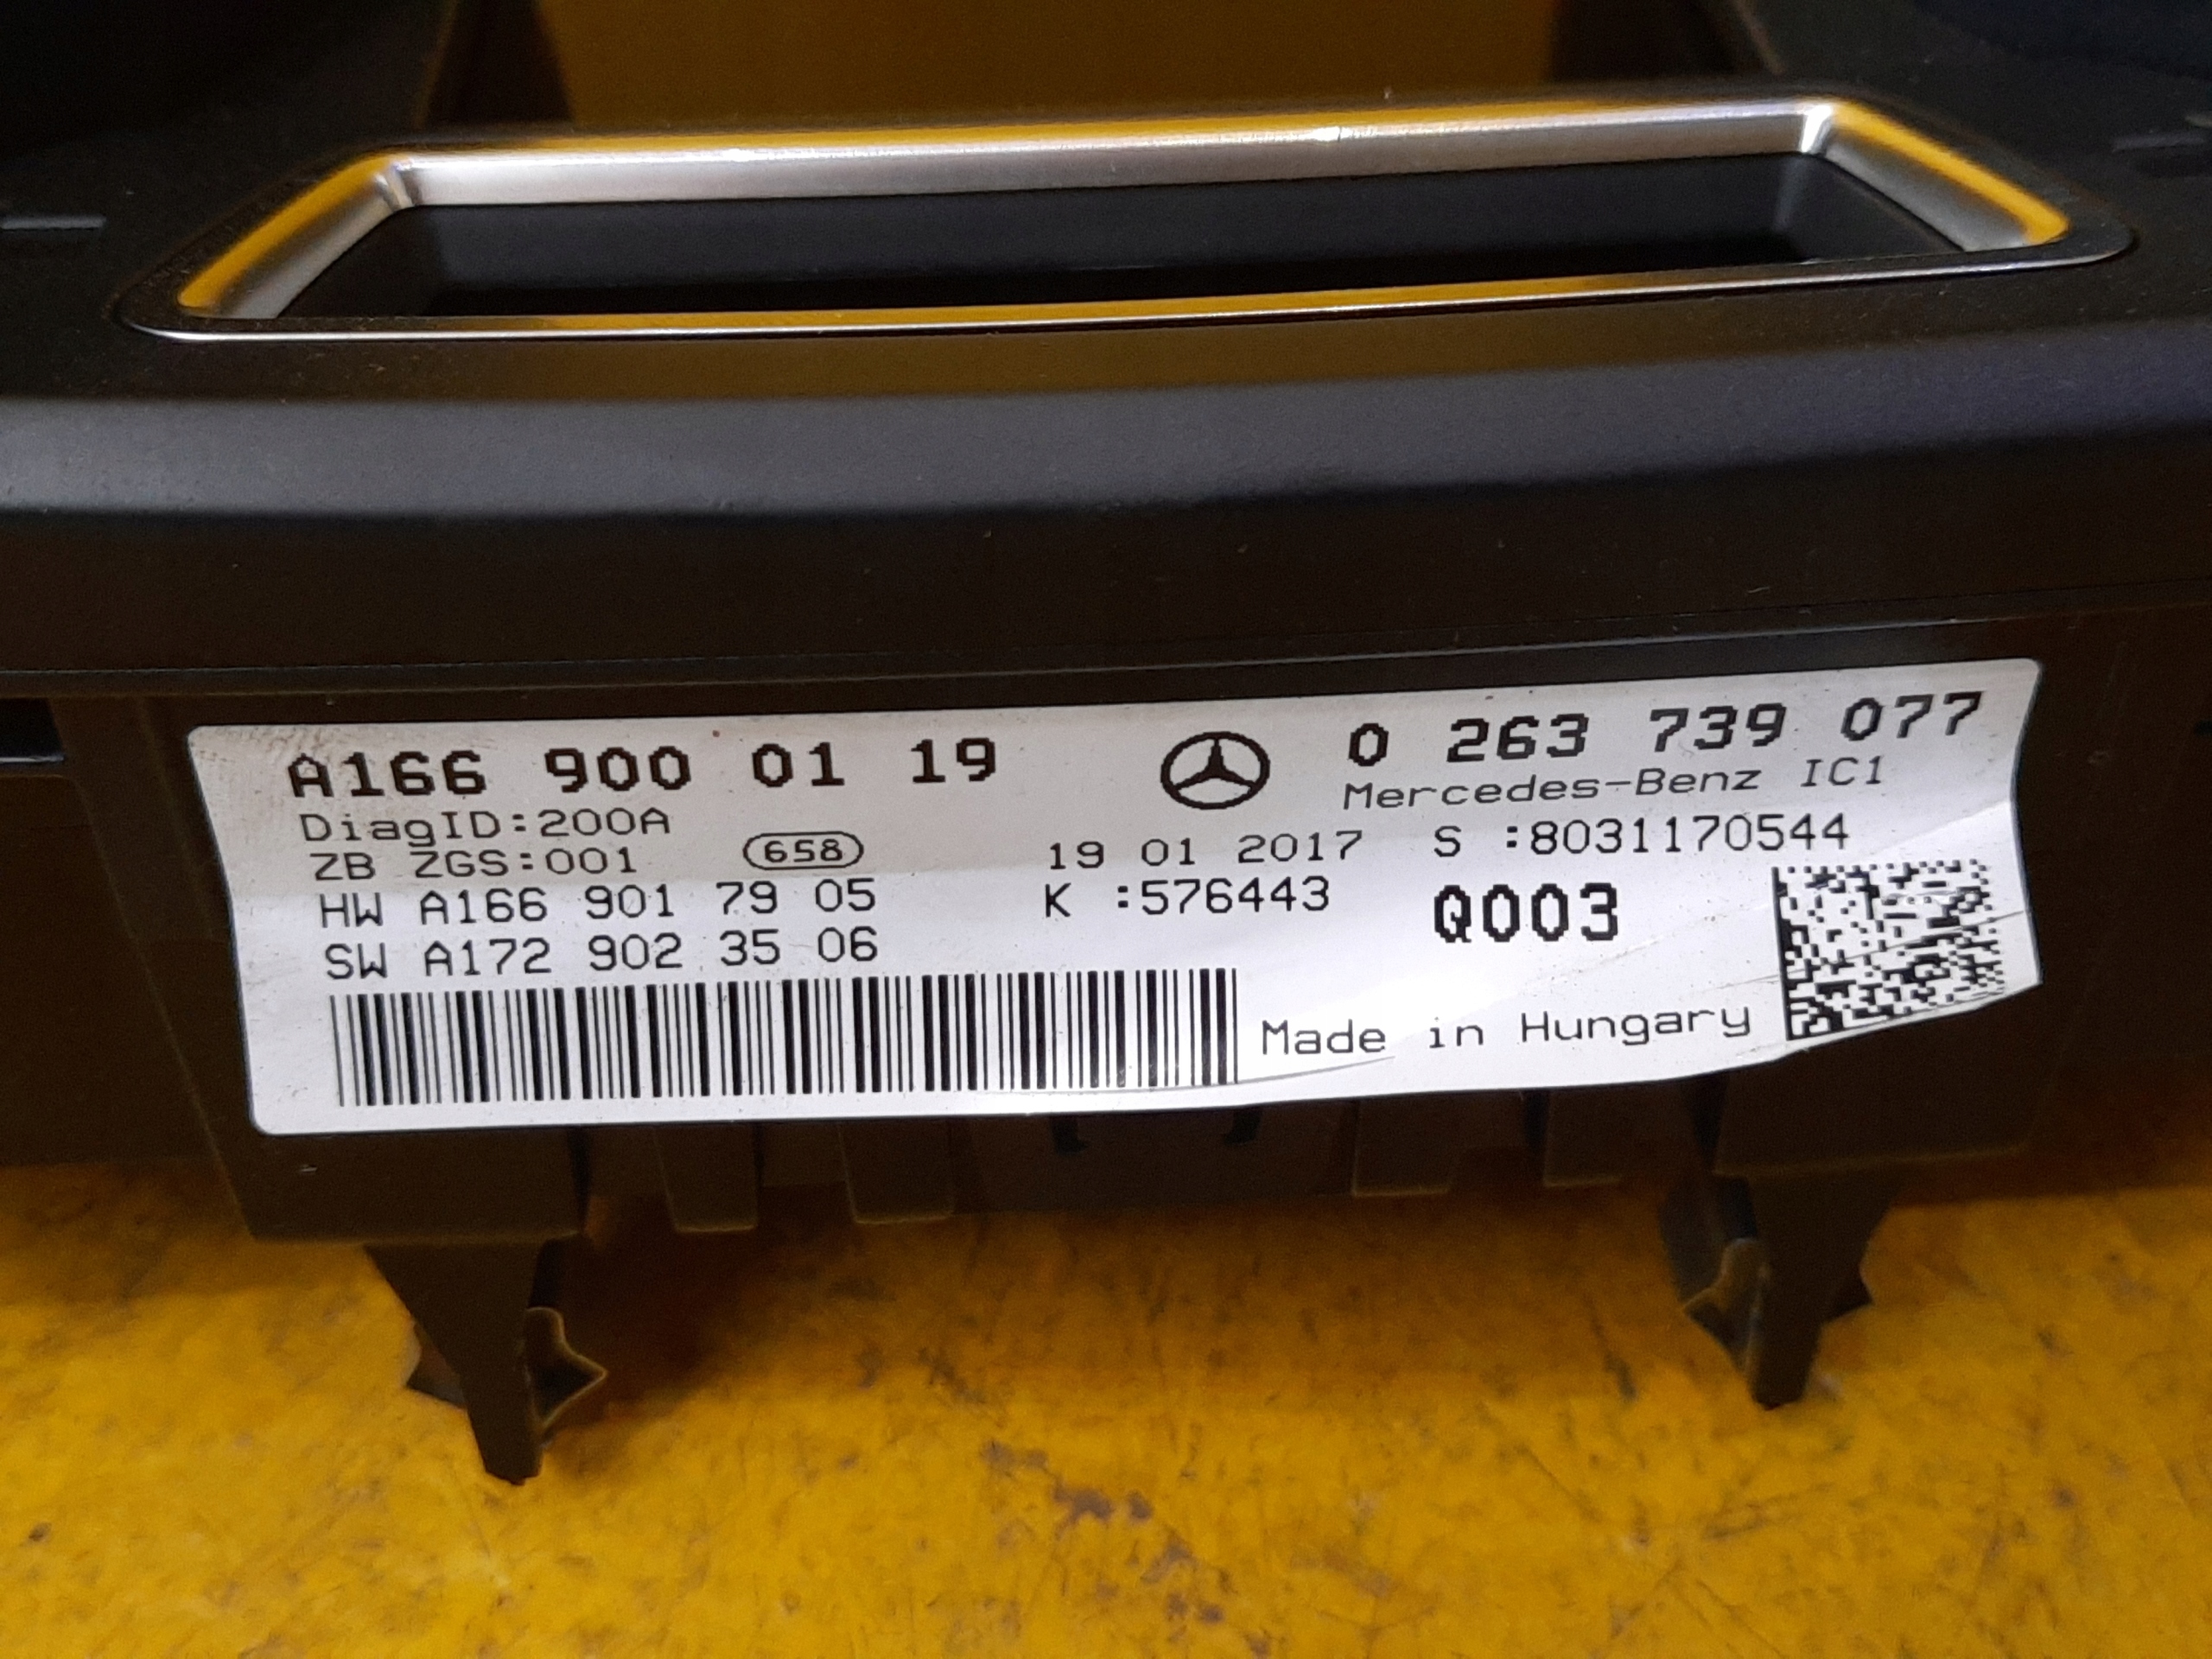 A166 900 01 19
0 263 739 077
Mercedes-Benz IC1
DiagID:200A
ZB ZGS:001
658
19 01 2017
S :8031170544
HW A166 901 79 05
K :576443
Q003
SW A172 902 35 06
Made in Hungary